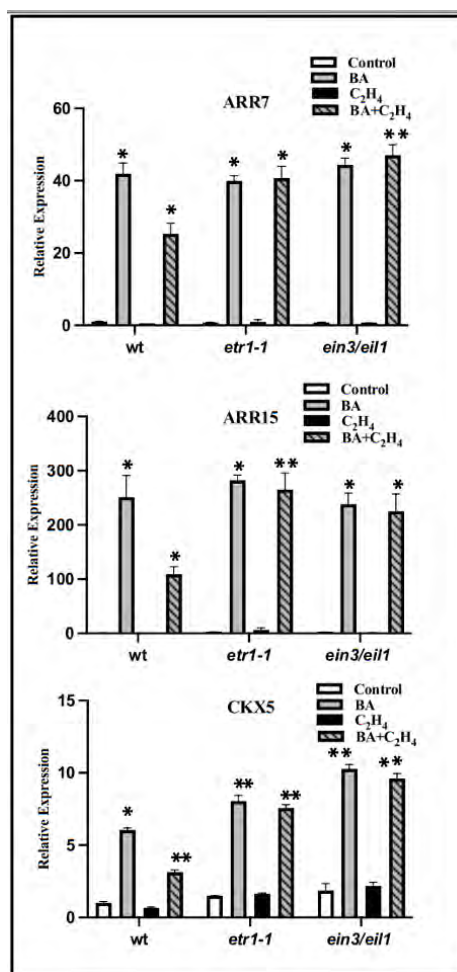 Control
BA
C₂H₄
BA+C₂H₄
ARR7
Relative Expression
60
40
20
0
* * * * * **
wt etr1-1 ein3/eil1
Control
BA
C₂H₄
BA+C₂H₄
ARR15
Relative Expression
400
300
200
100
0
* * * ** * *
wt etr1-1 ein3/eil1
Control
BA
C₂H₄
BA+C₂H₄
CKX5
Relative Expression
15
10
5
0
* ** ** ** ** **
wt etr1-1 ein3/eil1